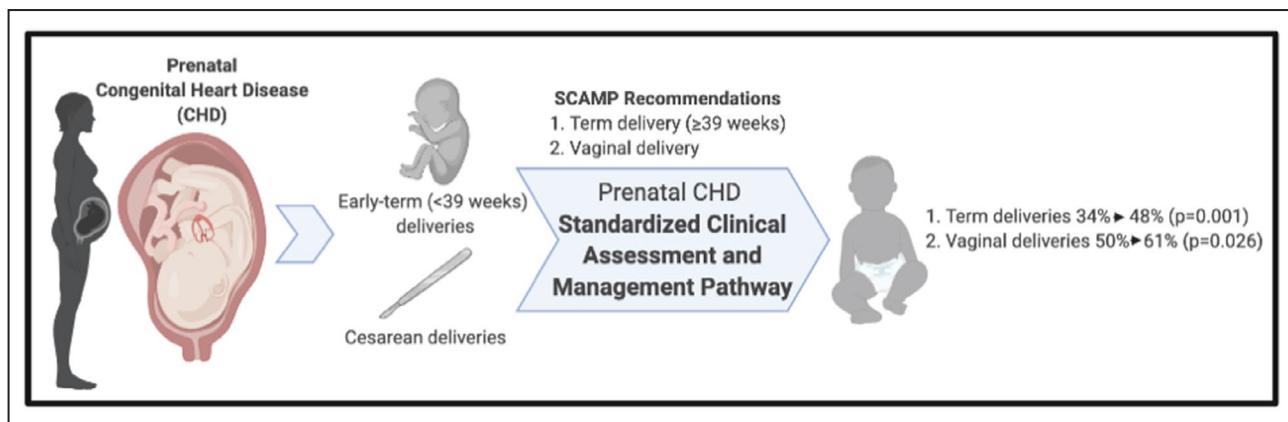 Prenatal
Congenital Heart Disease
(CHD)
Early-term (<39 weeks)
deliveries
Cesarean deliveries
SCAMP Recommendations
1. Term delivery (≥39 weeks)
2. Vaginal delivery
Prenatal CHD
Standardized Clinical
Assessment and
Management Pathway
1. Term deliveries 34%▸48% (p=0.001)
2. Vaginal deliveries 50%▸61% (p=0.026)